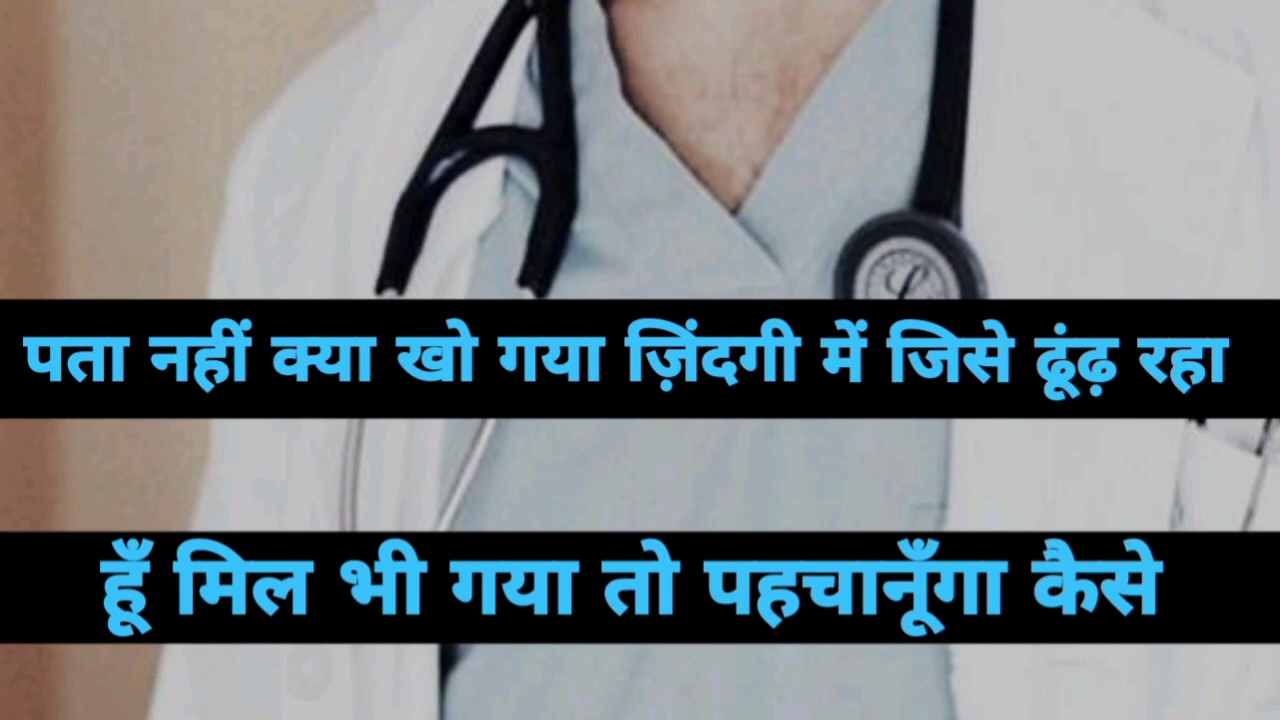 पता नहीं क्या खो गया ज़िंदगी में जिसे ढूंढ़ रहा
हूँ मिल भी गया तो पहचानूँगा कैसे